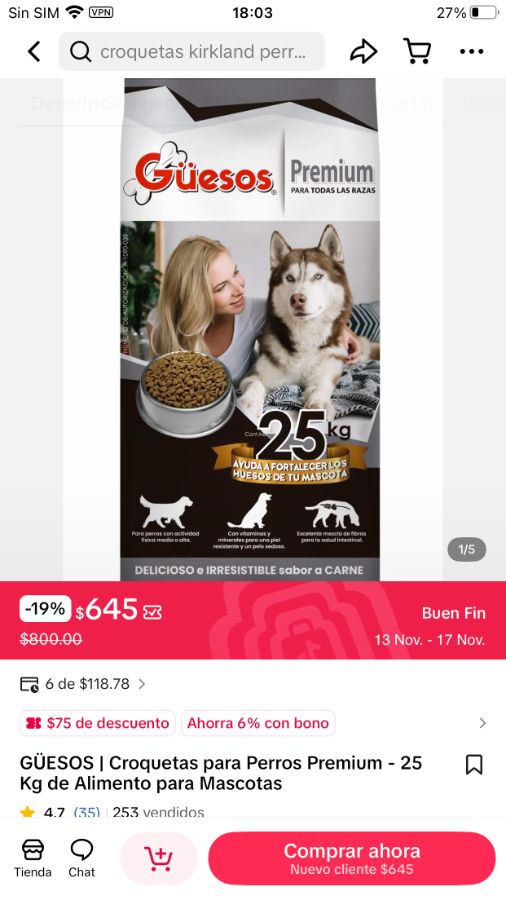 Sin SIM VPN 18:03 27%
croquetas kirkland perr...
Güesos® Premium
PARA TODAS LAS RAZAS
25 kg
AYUDA A FORTALECER LOS
HUESOS DE TU MASCOTA
Para perros con actividad
física media o alta.
Con vitaminas y
minerales para una piel
resistente y un pelo sedoso.
Excelente mezcla de fibras
para la salud intestinal.
DELICIOSO e IRRESISTIBLE sabor a CARNE
1/5
-19% $645
Buen Fin
$800.00
13 Nov. - 17 Nov.
6 de $118.78
$75 de descuento
Ahorra 6% con bono
GÜESOS | Croquetas para Perros Premium - 25
Kg de Alimento para Mascotas
4.7 (35) 253 vendidos
Tienda
Chat
Comprar ahora
Nuevo cliente $645